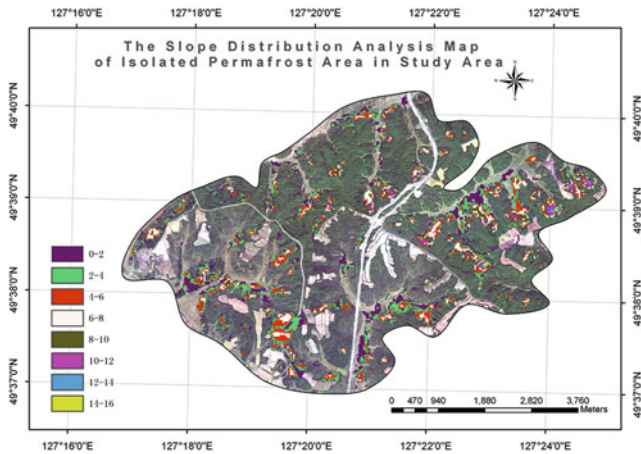 127°16'0"E 127°18'0"E 127°20'0"E 127°22'0"E 127°24'0"E
The Slope Distribution Analysis Map
of Isolated Permafrost Area in Study Area
49°40'0"N 49°40'0"N
49°39'0"N 49°39'0"N
49°38'0"N 49°38'0"N
49°37'0"N 49°37'0"N
0-2
2-4
4-6
6-8
8-10
10-12
12-14
14-16
0 470 940 1,880 2,820 3,760
Meters
127°16'0"E 127°18'0"E 127°20'0"E 127°22'0"E 127°24'0"E